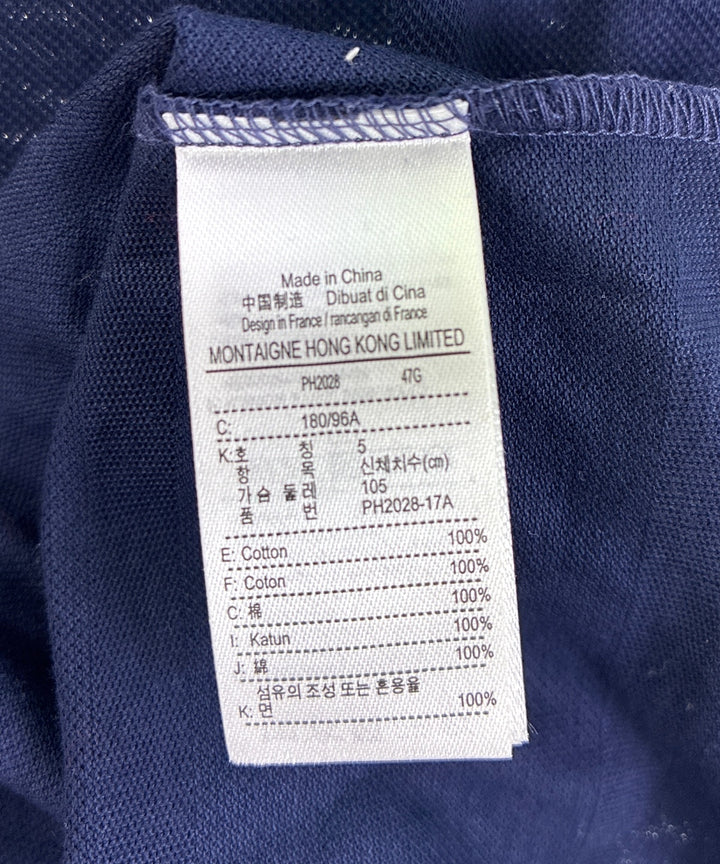 Made in China
中国制造 Dibuat di Cina
Design in France / rancangan di France
MONTAIGNE HONG KONG LIMITED
PH2028 47G
C: 180/96A
K: 호 칭 5
항 목 신체치수(cm)
가슴 둘레 105
품 번 PH2028-17A
E: Cotton 100%
F: Coton 100%
C: 棉 100%
I: Katun 100%
J: 綿 100%
섬유의 조성 또는 혼용율
K: 면 100%